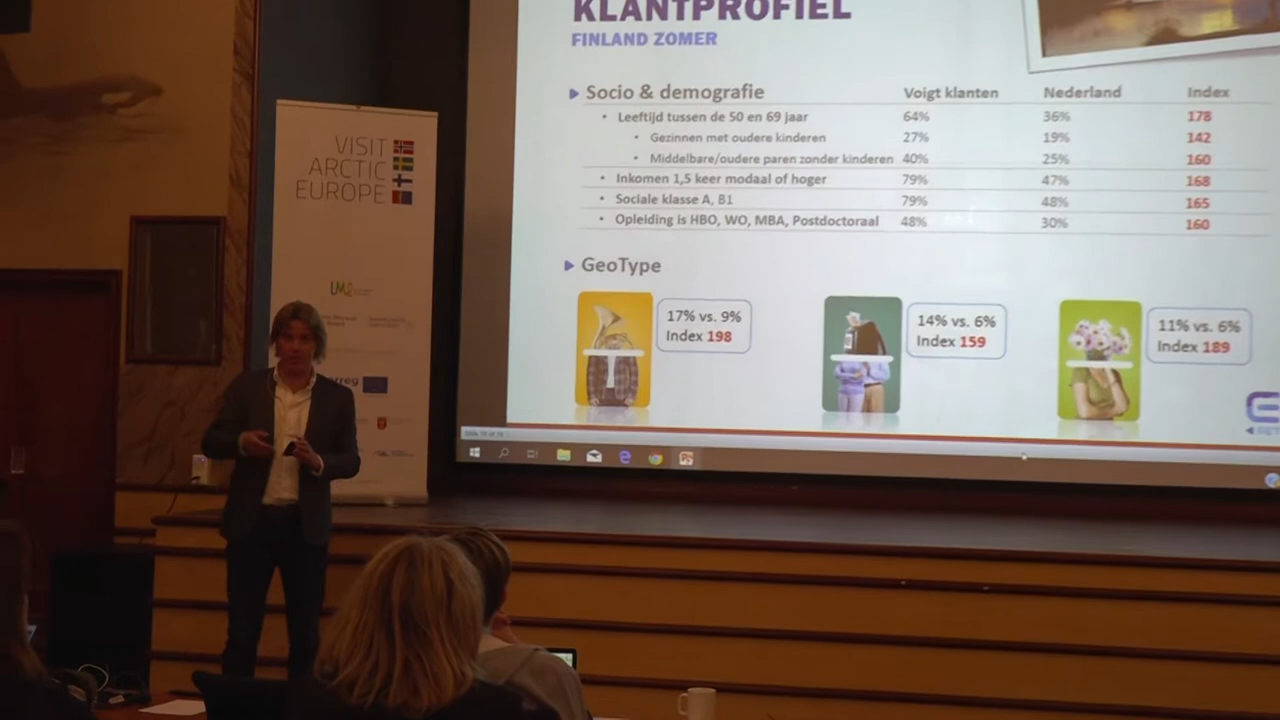 KLANTPROFIEL
FINLAND ZOMER
Socio & demografie Voigt klanten Nederland Index
Leeftijd tussen de 50 en 69 jaar 64% 36% 178
Gezinnen met oudere kinderen 27% 19% 142
Middelbare/oudere paren zonder kinderen 40% 25% 160
Inkomen 1,5 keer modaal of hoger 79% 47% 168
Sociale klasse A, B1 79% 48% 165
Opleiding is HBO, WO, MBA, Postdoctoraal 48% 30% 160
GeoType
17% vs. 9%
Index 198
14% vs. 6%
Index 159
11% vs. 6%
Index 189
VISIT
ARCTIC
EUROPE